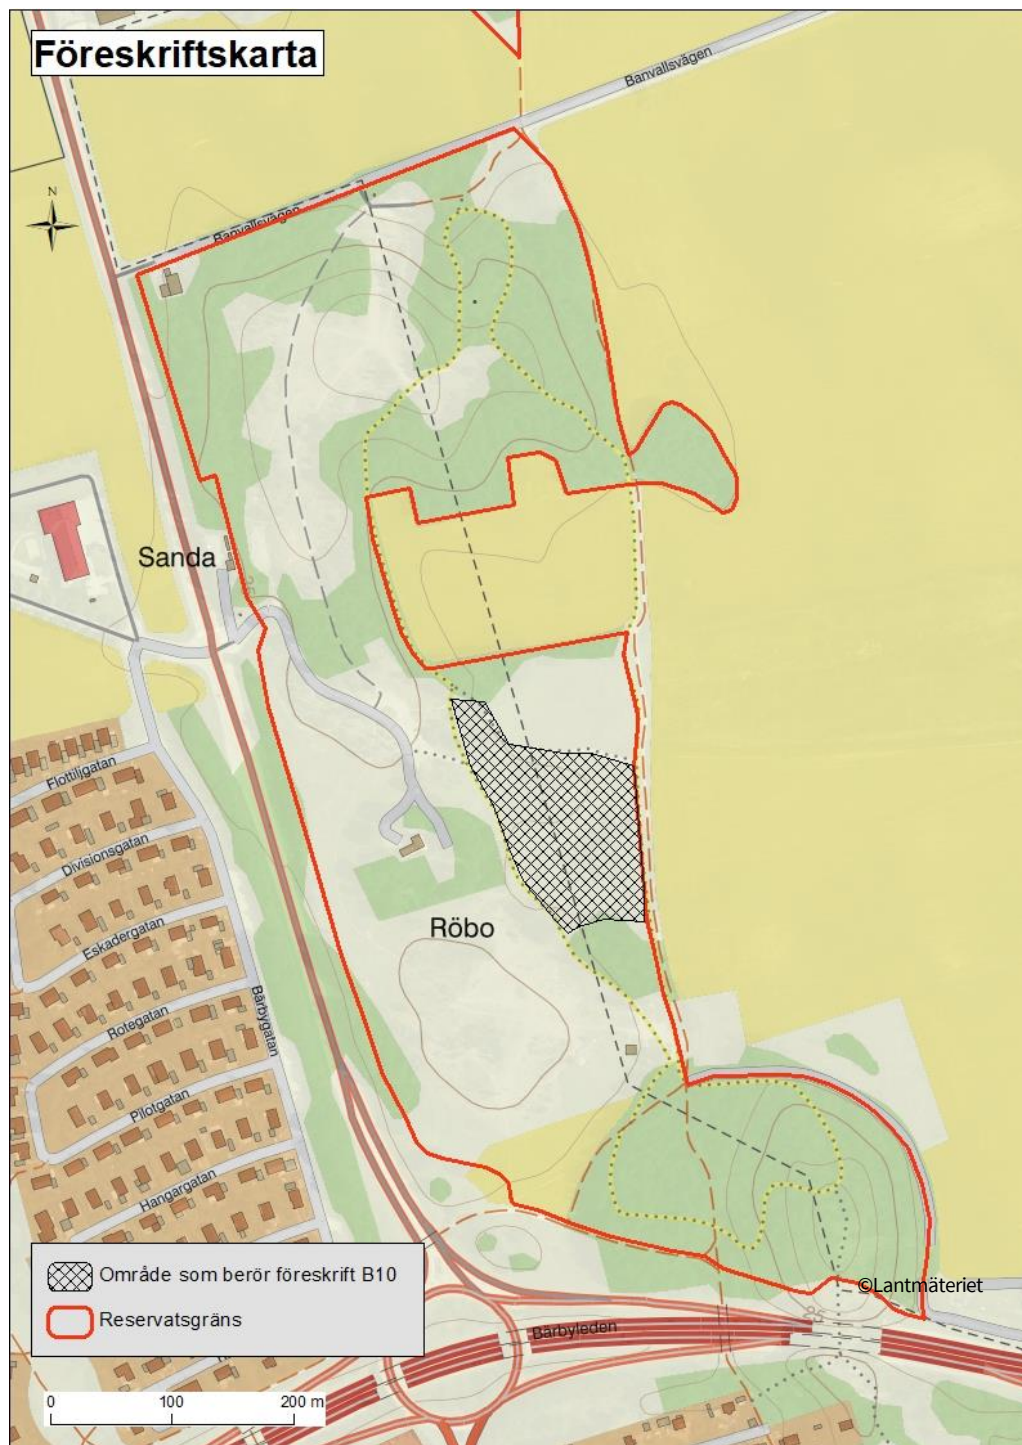 Föreskriftskarta
Banvallsvägen
N
Banvallsvägen
Sanda
Flottiljgatan
Divisionsgatan
Eskadergatan
Röbo
Rotegatan
Bärbygatan
Pilotgatan
Hangargatan
Område som berör föreskrift B10
Reservatsgräns
©Lantmäteriet
Bärbyleden
0 100 200 m